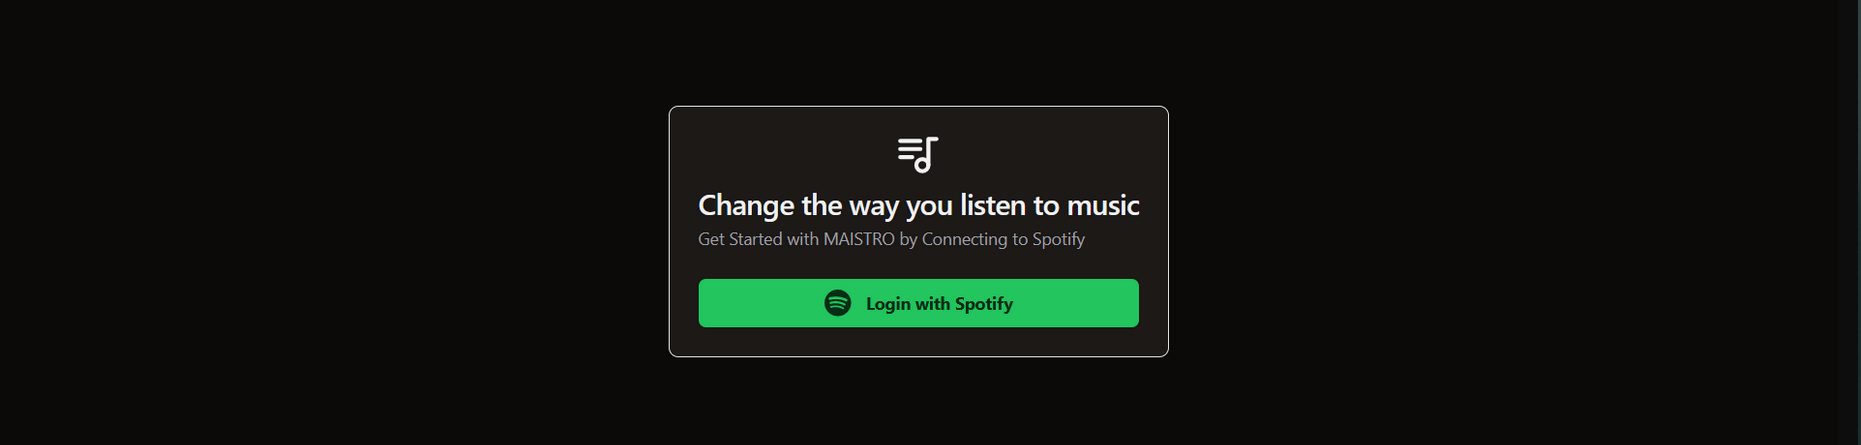 Change the way you listen to music
Get Started with MAISTRO by Connecting to Spotify
Login with Spotify